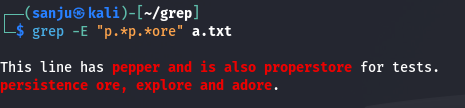 ┌──(sanju㉿kali)-[~/grep]
└─$ grep -E "p.*p.*ore" a.txt
This line has pepper and is also properstore for tests.
persistence ore, explore and adore.